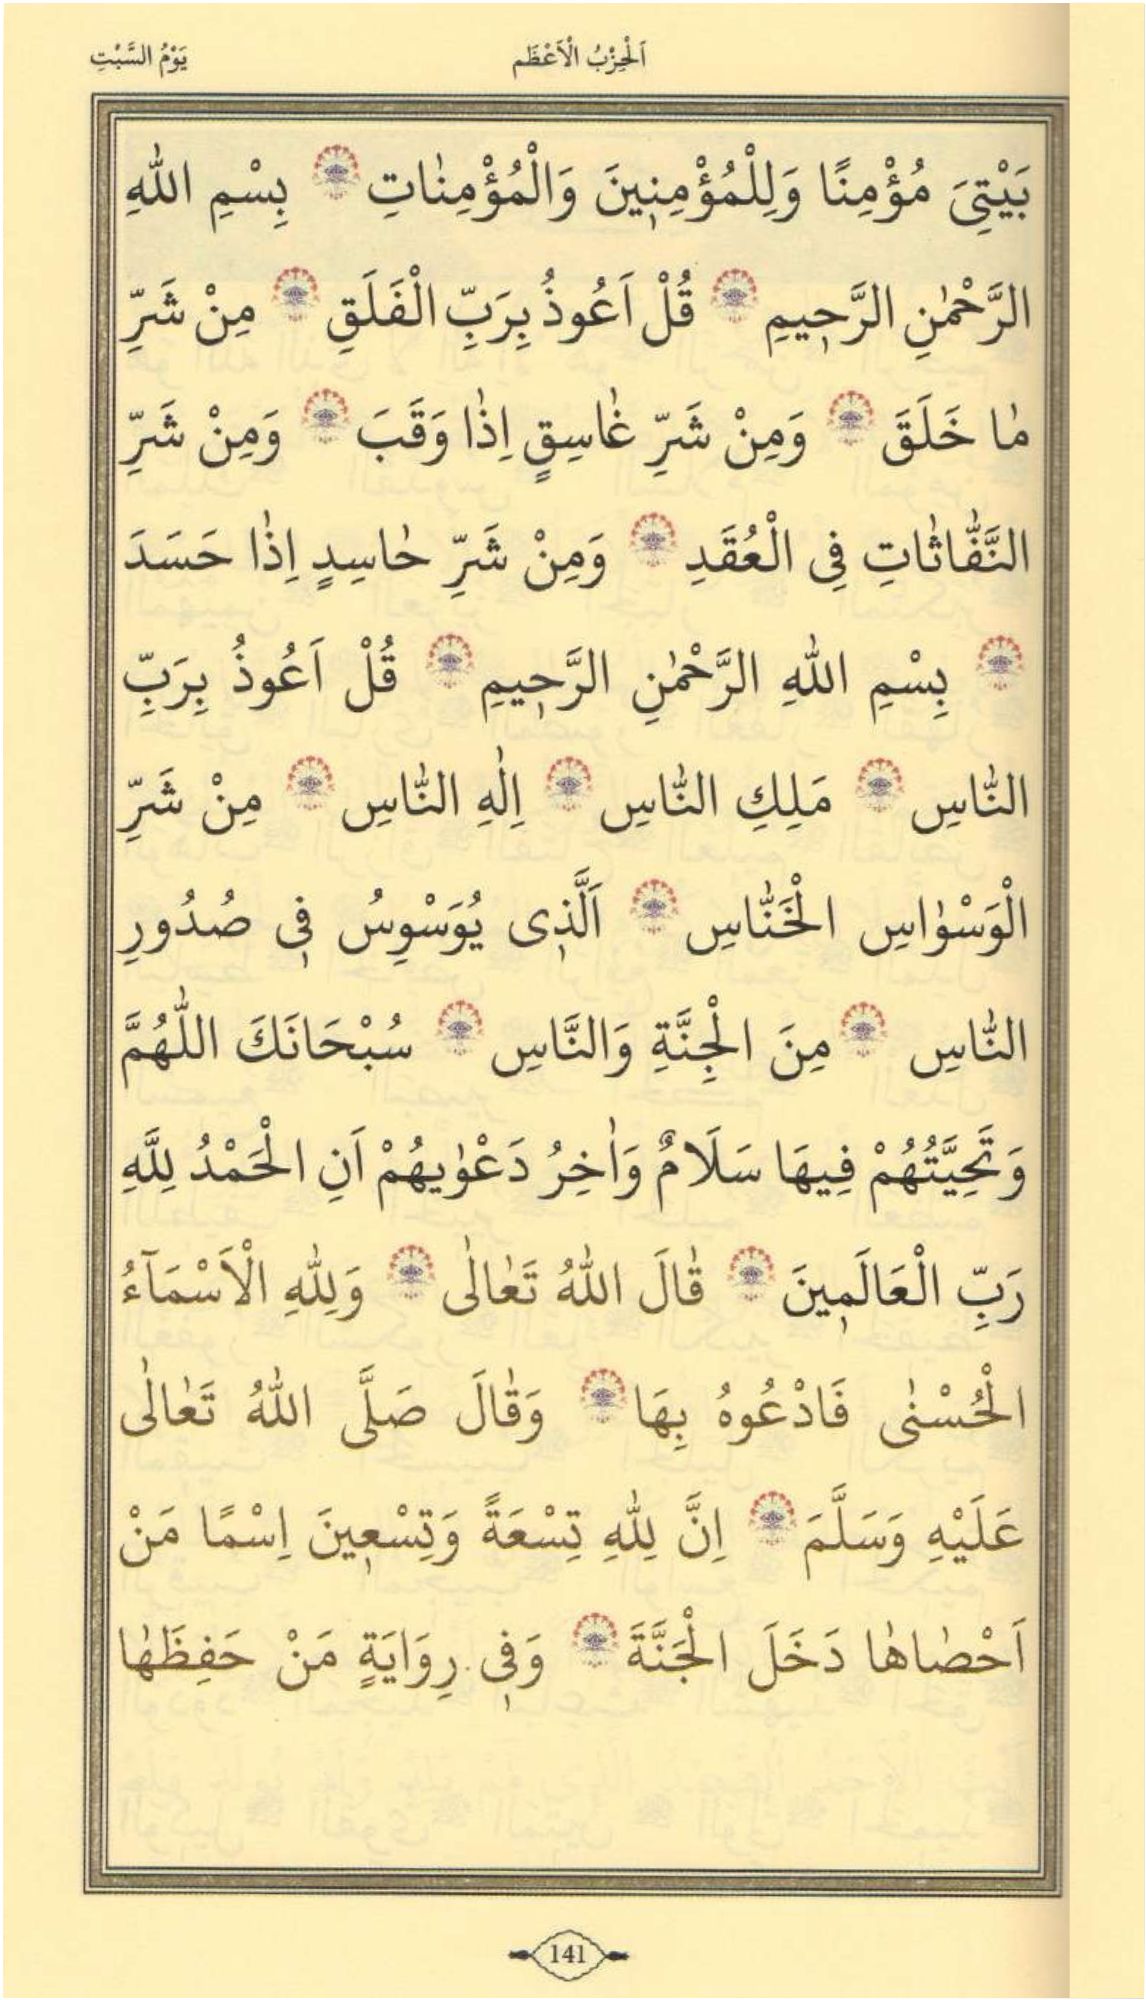 اَلْحِزْبُ الْاَعْظَم يَوْمُ السَّبْتِ
بَيْتِىَ مُؤْمِنًا وَلِلْمُؤْمِن۪ينَ وَالْمُؤْمِنٰاتِ بِسْمِ اللّٰهِ
الرَّحْمٰنِ الرَّح۪يمِ قُلْ اَعُوذُ بِرَبِّ الْفَلَقِ مِنْ شَرِّ
مٰا خَلَقَ وَمِنْ شَرِّ غٰاسِقٍ اِذٰا وَقَبَ وَمِنْ شَرِّ
النَّفّٰاثٰاتِ فِى الْعُقَدِ وَمِنْ شَرِّ حٰاسِدٍ اِذٰا حَسَدَ
بِسْمِ اللّٰهِ الرَّحْمٰنِ الرَّح۪يمِ قُلْ اَعُوذُ بِرَبِّ
النّٰاسِ مَلِكِ النّٰاسِ اِلٰهِ النّٰاسِ مِنْ شَرِّ
الْوَسْوٰاسِ الْخَنّٰاسِ اَلَّذ۪ى يُوَسْوِسُ ف۪ى صُدُورِ
النّٰاسِ مِنَ الْجِنَّةِ وَالنَّاسِ سُبْحَانَكَ اللّٰهُمَّ
وَتَحِيَّتُهُمْ فِيهَا سَلَامٌ وَاٰخِرُ دَعْوٰيهُمْ اَنِ الْحَمْدُ لِلَّهِ
رَبِّ الْعَالَم۪ينَ قٰالَ اللّٰهُ تَعٰالٰى وَلِلّٰهِ الْاَسْمَآءُ
الْحُسْنٰى فَادْعُوهُ بِهَا وَقٰالَ صَلَّى اللّٰهُ تَعٰالٰى
عَلَيْهِ وَسَلَّمَ اِنَّ لِلّٰهِ تِسْعَةً وَتِسْع۪ينَ اِسْمًا مَنْ
اَحْصٰاهٰا دَخَلَ الْجَنَّةَ وَف۪ى رِوَايَةٍ مَنْ حَفِظَهٰا
141